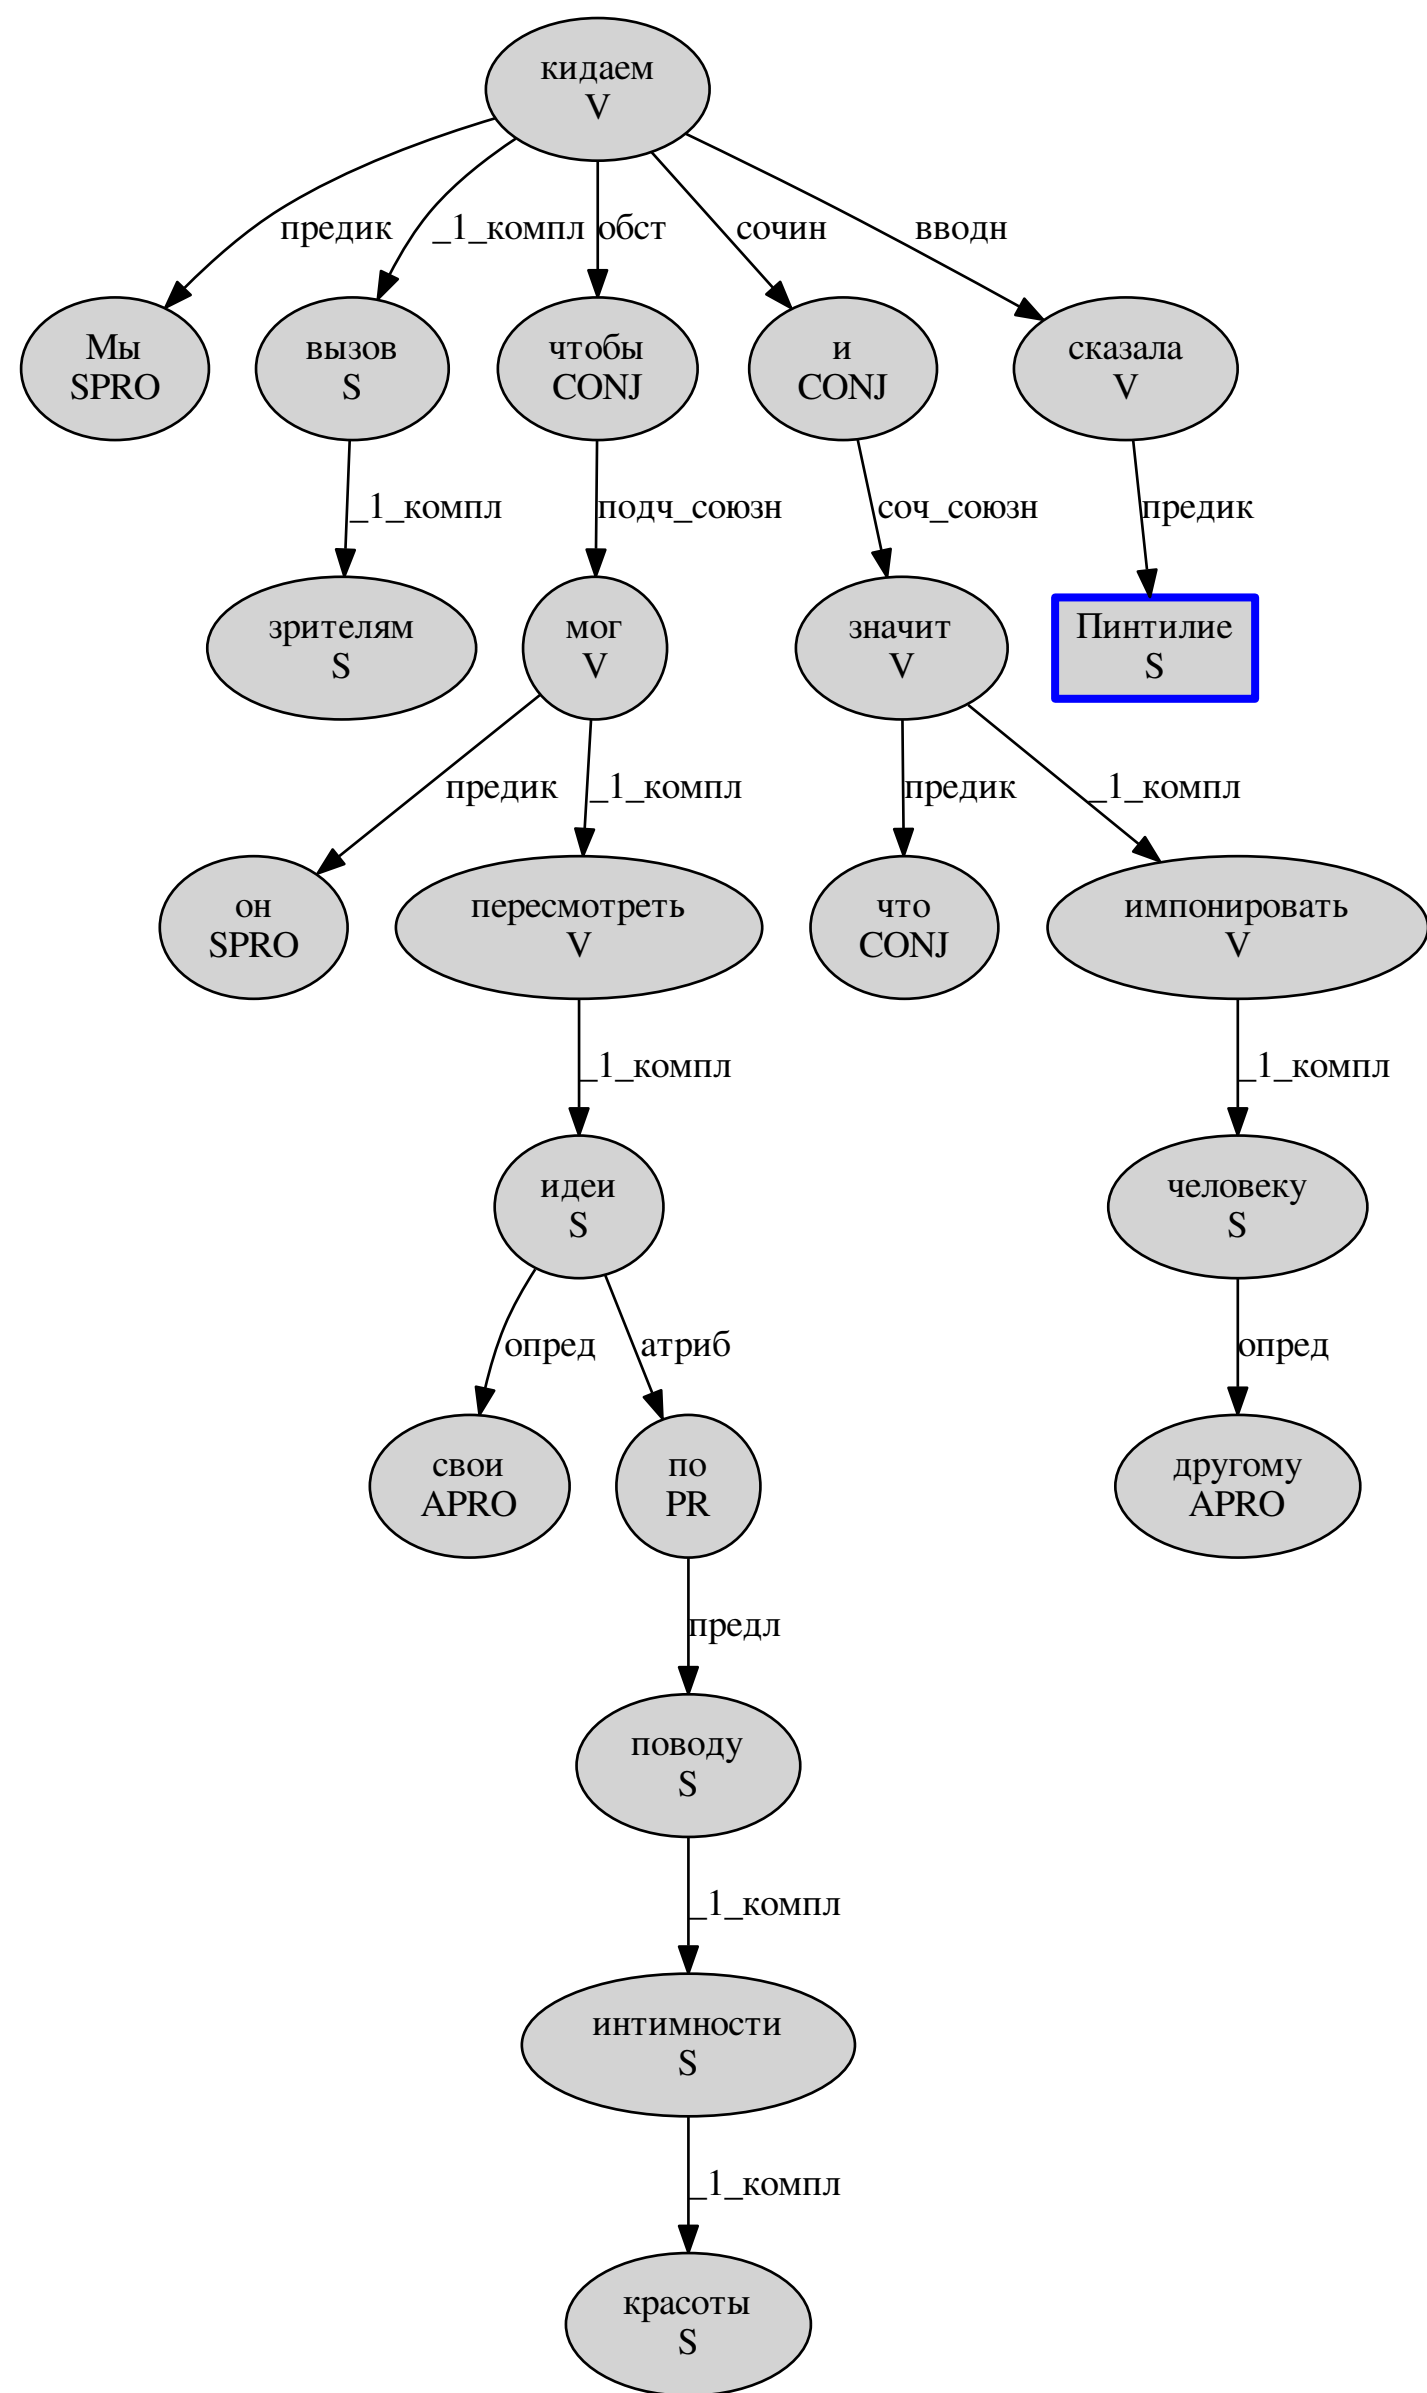 кидаем
V
предик
_1_компл
обст
сочин
вводн
Мы
SPRO
вызов
S
чтобы
CONJ
и
CONJ
сказала
V
_1_компл
подч_союзн
соч_союзн
предик
зрителям
S
мог
V
значит
V
Пинтилие
S
предик
_1_компл
предик
_1_компл
он
SPRO
пересмотреть
V
что
CONJ
импонировать
V
_1_компл
_1_компл
идеи
S
человеку
S
опред
атриб
опред
свои
APRO
по
PR
другому
APRO
предл
поводу
S
_1_компл
интимности
S
_1_компл
красоты
S